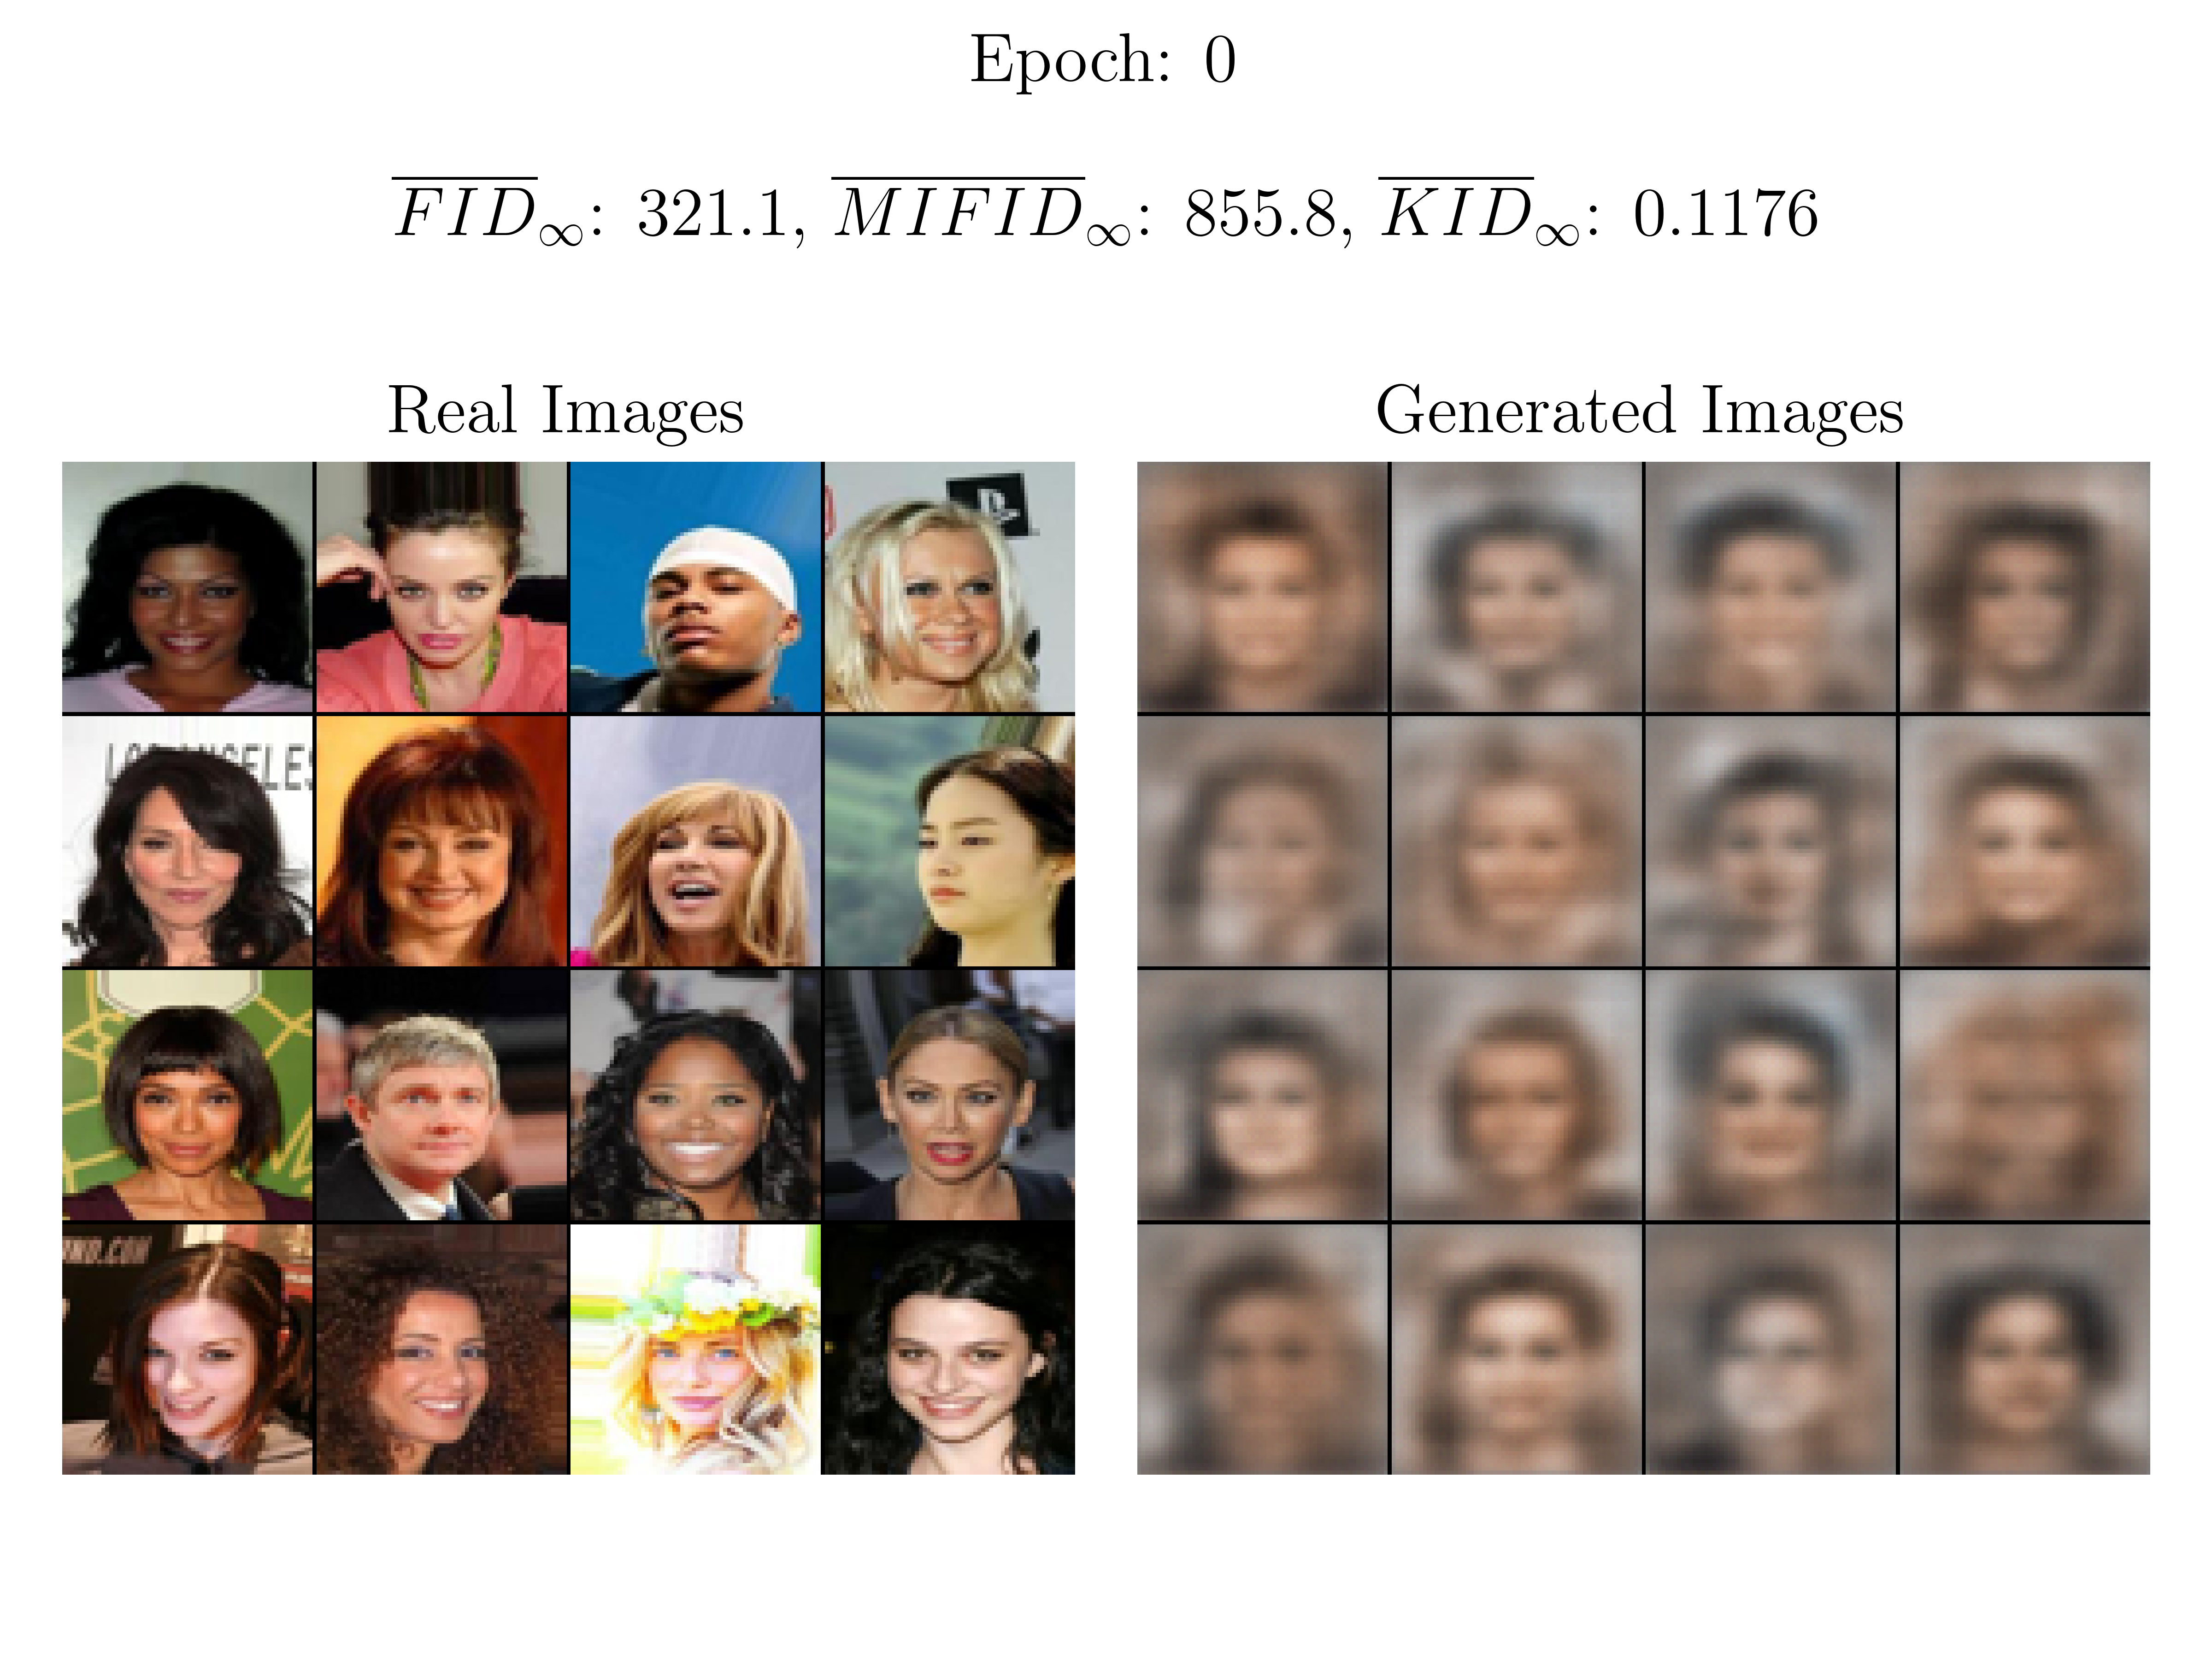 Epoch: 0
FID∞: 321.1, MIFID∞: 855.8, KID∞: 0.1176
Real Images
Generated Images